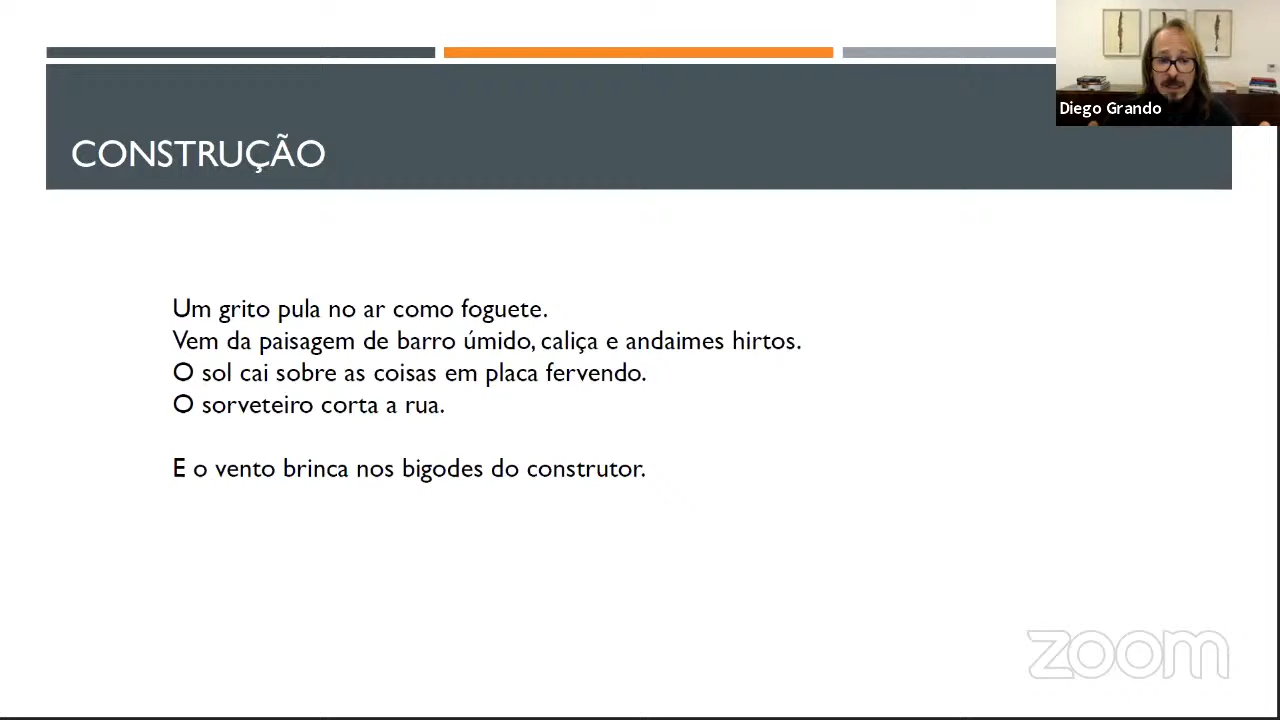 Diego Grando
CONSTRUÇÃO
Um grito pula no ar como foguete.
Vem da paisagem de barro úmido, caliça e andaimes hirtos.
O sol cai sobre as coisas em placa fervendo.
O sorveteiro corta a rua.
E o vento brinca nos bigodes do construtor.
zoom